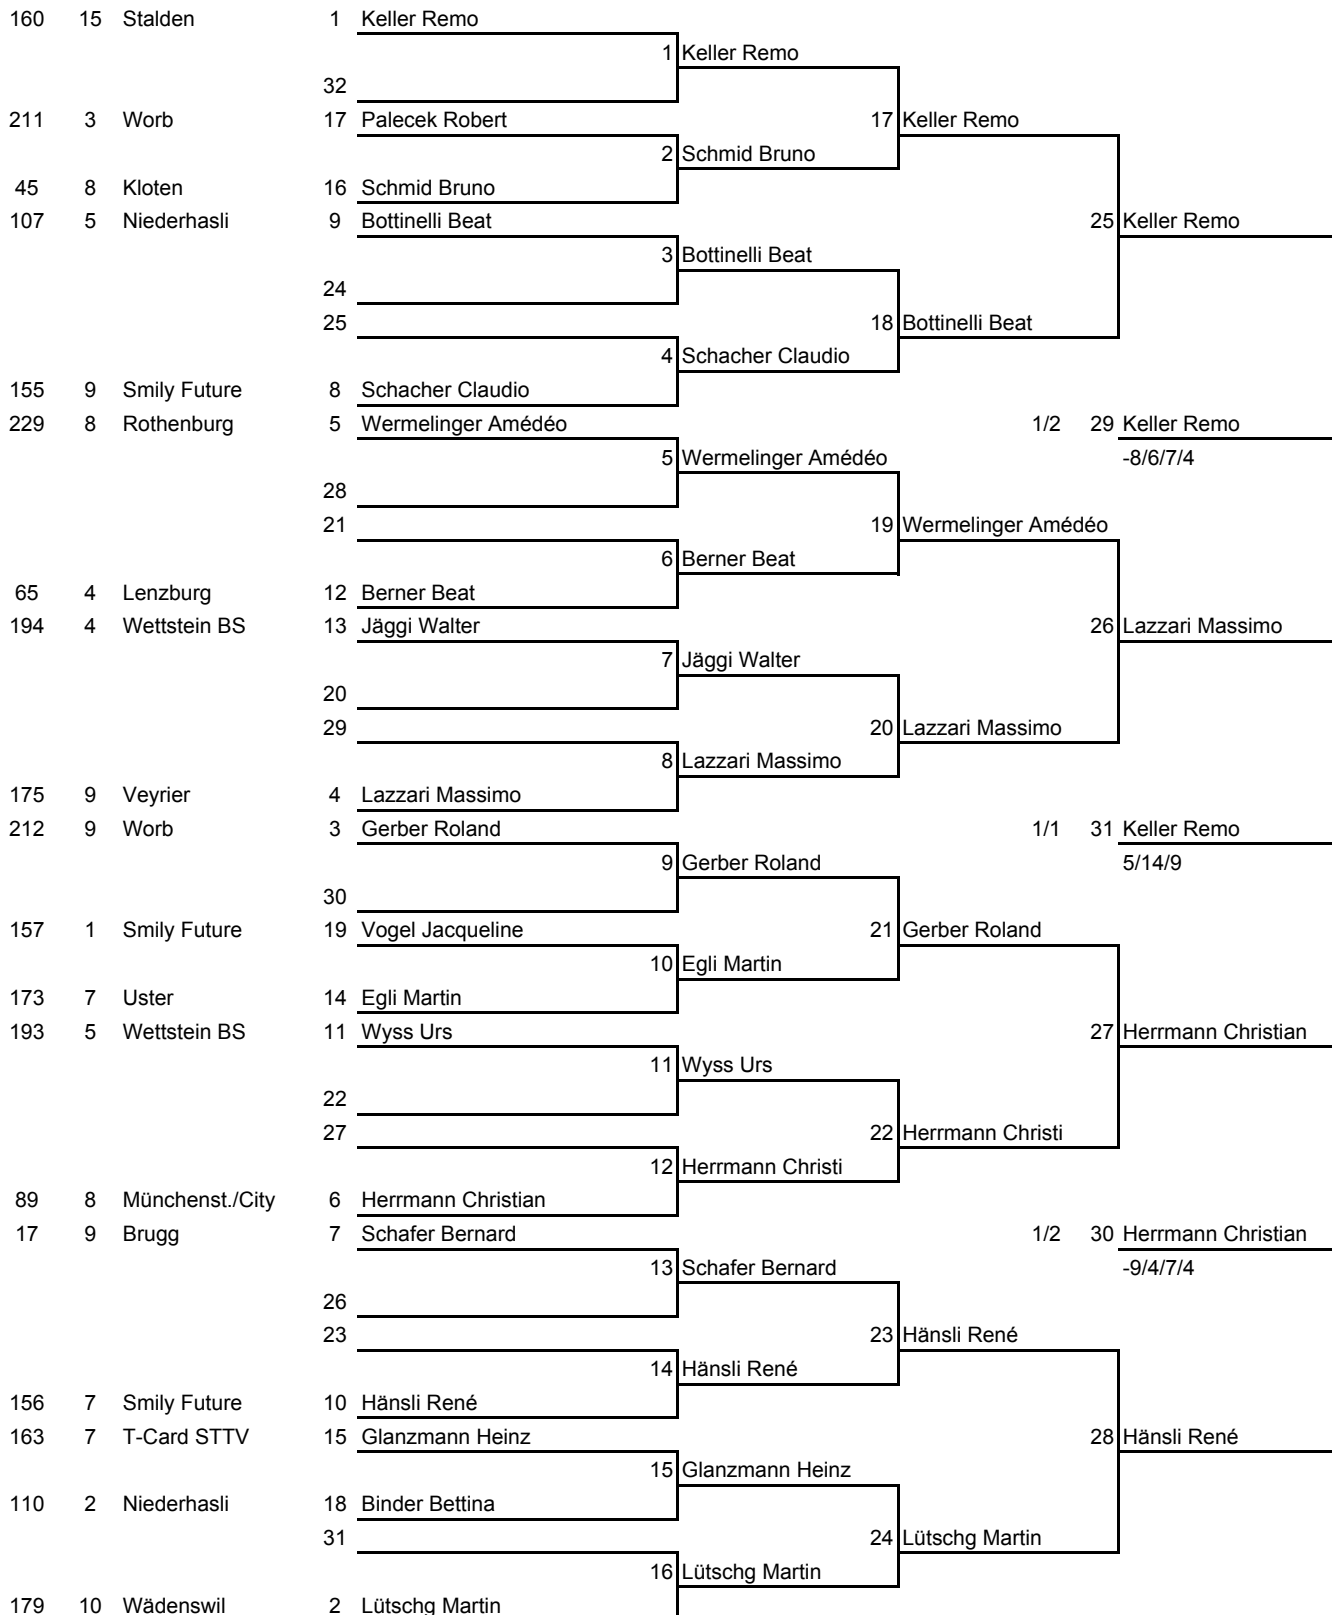 160 15 Stalden 1 Keller Remo
1 Keller Remo
32
211 3 Worb 17 Palecek Robert 17 Keller Remo
2 Schmid Bruno
45 8 Kloten 16 Schmid Bruno
107 5 Niederhasli 9 Bottinelli Beat 25 Keller Remo
3 Bottinelli Beat
24
25 18 Bottinelli Beat
4 Schacher Claudio
155 9 Smily Future 8 Schacher Claudio
229 8 Rothenburg 5 Wermelinger Amédéo 1/2 29 Keller Remo
5 Wermelinger Amédéo -8/6/7/4
28
21 19 Wermelinger Amédéo
6 Berner Beat
65 4 Lenzburg 12 Berner Beat
194 4 Wettstein BS 13 Jäggi Walter 26 Lazzari Massimo
7 Jäggi Walter
20
29 20 Lazzari Massimo
8 Lazzari Massimo
175 9 Veyrier 4 Lazzari Massimo
212 9 Worb 3 Gerber Roland 1/1 31 Keller Remo
9 Gerber Roland 5/14/9
30
157 1 Smily Future 19 Vogel Jacqueline 21 Gerber Roland
10 Egli Martin
173 7 Uster 14 Egli Martin
193 5 Wettstein BS 11 Wyss Urs 27 Herrmann Christian
11 Wyss Urs
22
27 22 Herrmann Christi
12 Herrmann Christi
89 8 Münchenst./City 6 Herrmann Christian
17 9 Brugg 7 Schafer Bernard 1/2 30 Herrmann Christian
13 Schafer Bernard -9/4/7/4
26
23 23 Hänsli René
14 Hänsli René
156 7 Smily Future 10 Hänsli René
163 7 T-Card STTV 15 Glanzmann Heinz 28 Hänsli René
15 Glanzmann Heinz
110 2 Niederhasli 18 Binder Bettina
31 24 Lütschg Martin
16 Lütschg Martin
179 10 Wädenswil 2 Lütschg Martin